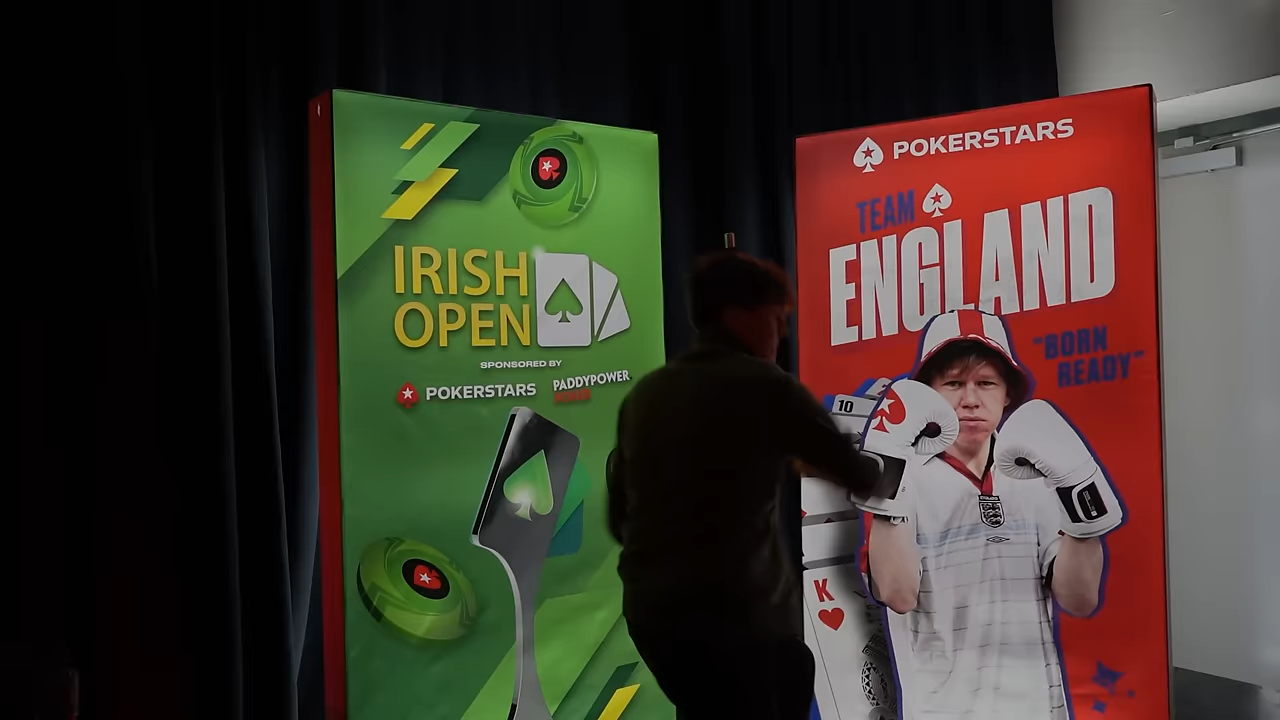 IRISH
OPEN
SPONSORED BY
POKERSTARS PADDYPOWER.
POKERSTARS
TEAM
ENGLAND
"BORN
READY"
10
K